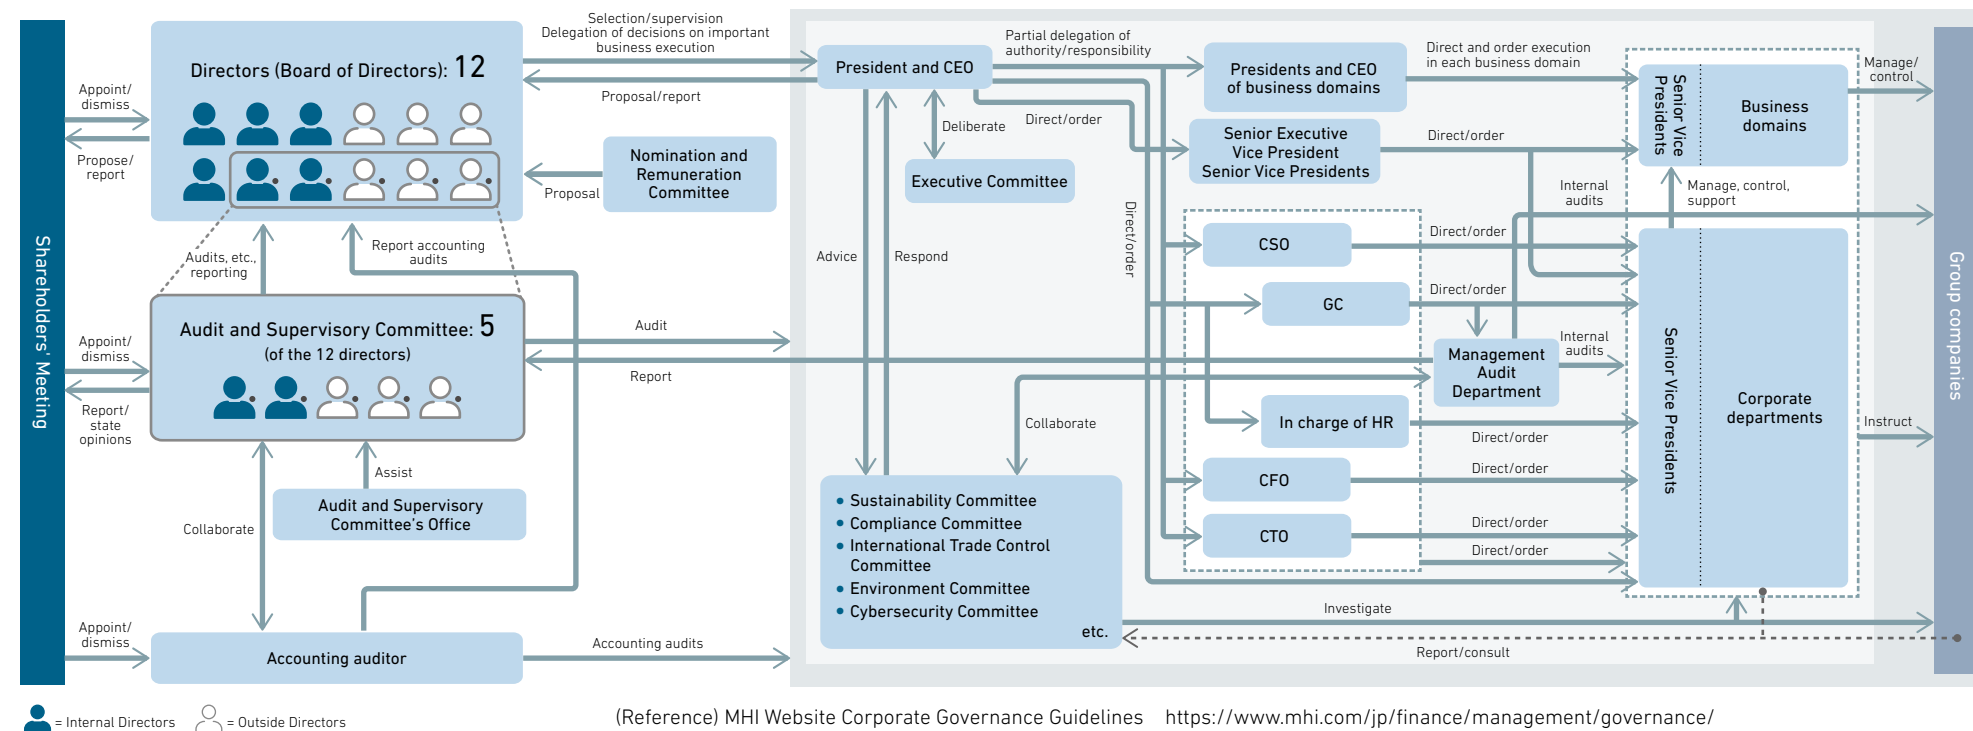 Shareholders' Meeting
Appoint/
dismiss
Propose/
report
Directors (Board of Directors): 12
Selection/supervision
Delegation of decisions on important
business execution
Proposal/report
Nomination and
Remuneration
Committee
Proposal
Audits, etc.,
reporting
Report accounting
audits
Appoint/
dismiss
Report/
state
opinions
Audit and Supervisory Committee: 5
(of the 12 directors)
Audit
Report
Assist
Audit and Supervisory
Committee's Office
Collaborate
Appoint/
dismiss
Accounting auditor
Accounting audits
President and CEO
Partial delegation of
authority/responsibility
Deliberate
Direct/order
Executive Committee
Advice
Respond
Direct/order
Collaborate
Sustainability Committee
Compliance Committee
International Trade Control
Committee
Environment Committee
Cybersecurity Committee
etc.
Presidents and CEO
of business domains
Direct and order execution
in each business domain
Senior Executive
Vice President
Senior Vice Presidents
Direct/order
CSO
Direct/order
GC
Direct/order
Management
Audit
Department
Internal
audits
Internal
audits
In charge of HR
Direct/order
CFO
Direct/order
CTO
Direct/order
Direct/order
Senior Vice
Presidents
Business
domains
Manage/
control
Manage, control,
support
Senior Vice Presidents
Corporate
departments
Instruct
Investigate
Report/consult
Group companies
= Internal Directors
= Outside Directors
(Reference) MHI Website Corporate Governance Guidelines https://www.mhi.com/jp/finance/management/governance/